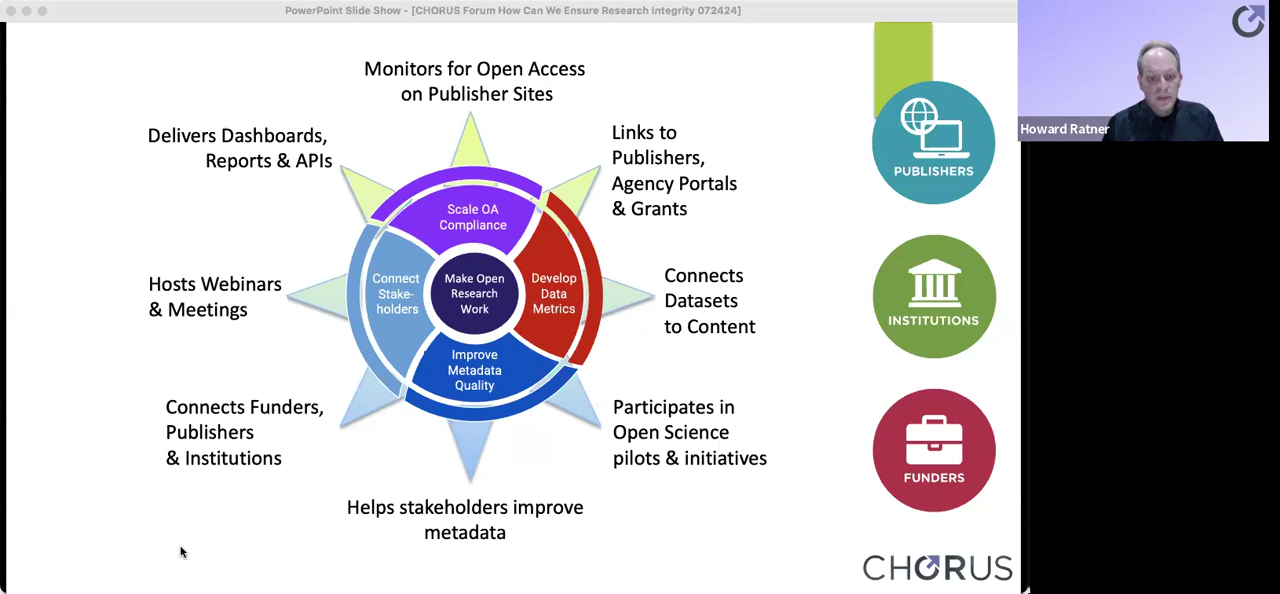 PowerPoint Slide Show - [CHORUS Forum How Can We Ensure Research Integrity 072424]
Howard Ratner
Monitors for Open Access
on Publisher Sites
Delivers Dashboards,
Reports & APIs
Links to
Publishers,
Agency Portals
& Grants
Hosts Webinars
& Meetings
Connects
Datasets
to Content
Connects Funders,
Publishers
& Institutions
Participates in
Open Science
pilots & initiatives
Helps stakeholders improve
metadata
Scale OA
Compliance
Connect
Stake-
holders
Make Open
Research
Work
Develop
Data
Metrics
Improve
Metadata
Quality
PUBLISHERS
INSTITUTIONS
FUNDERS
CHORUS